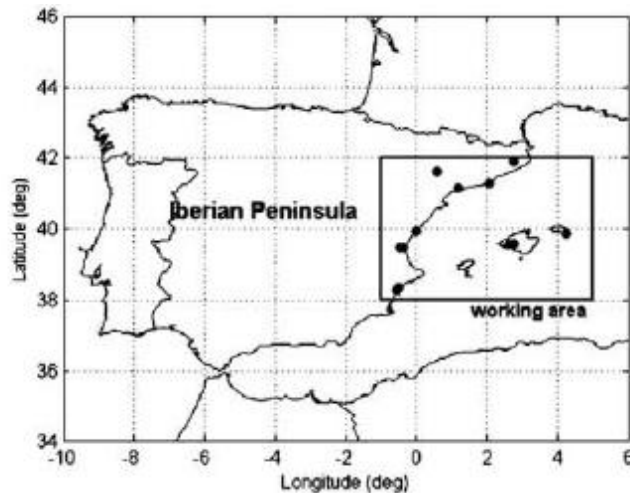 46
44
42
40
38
36
34
Latitude (deg)
Iberian Peninsula
working area
-10 -8 -6 -4 -2 0 2 4 6
Longitude (deg)